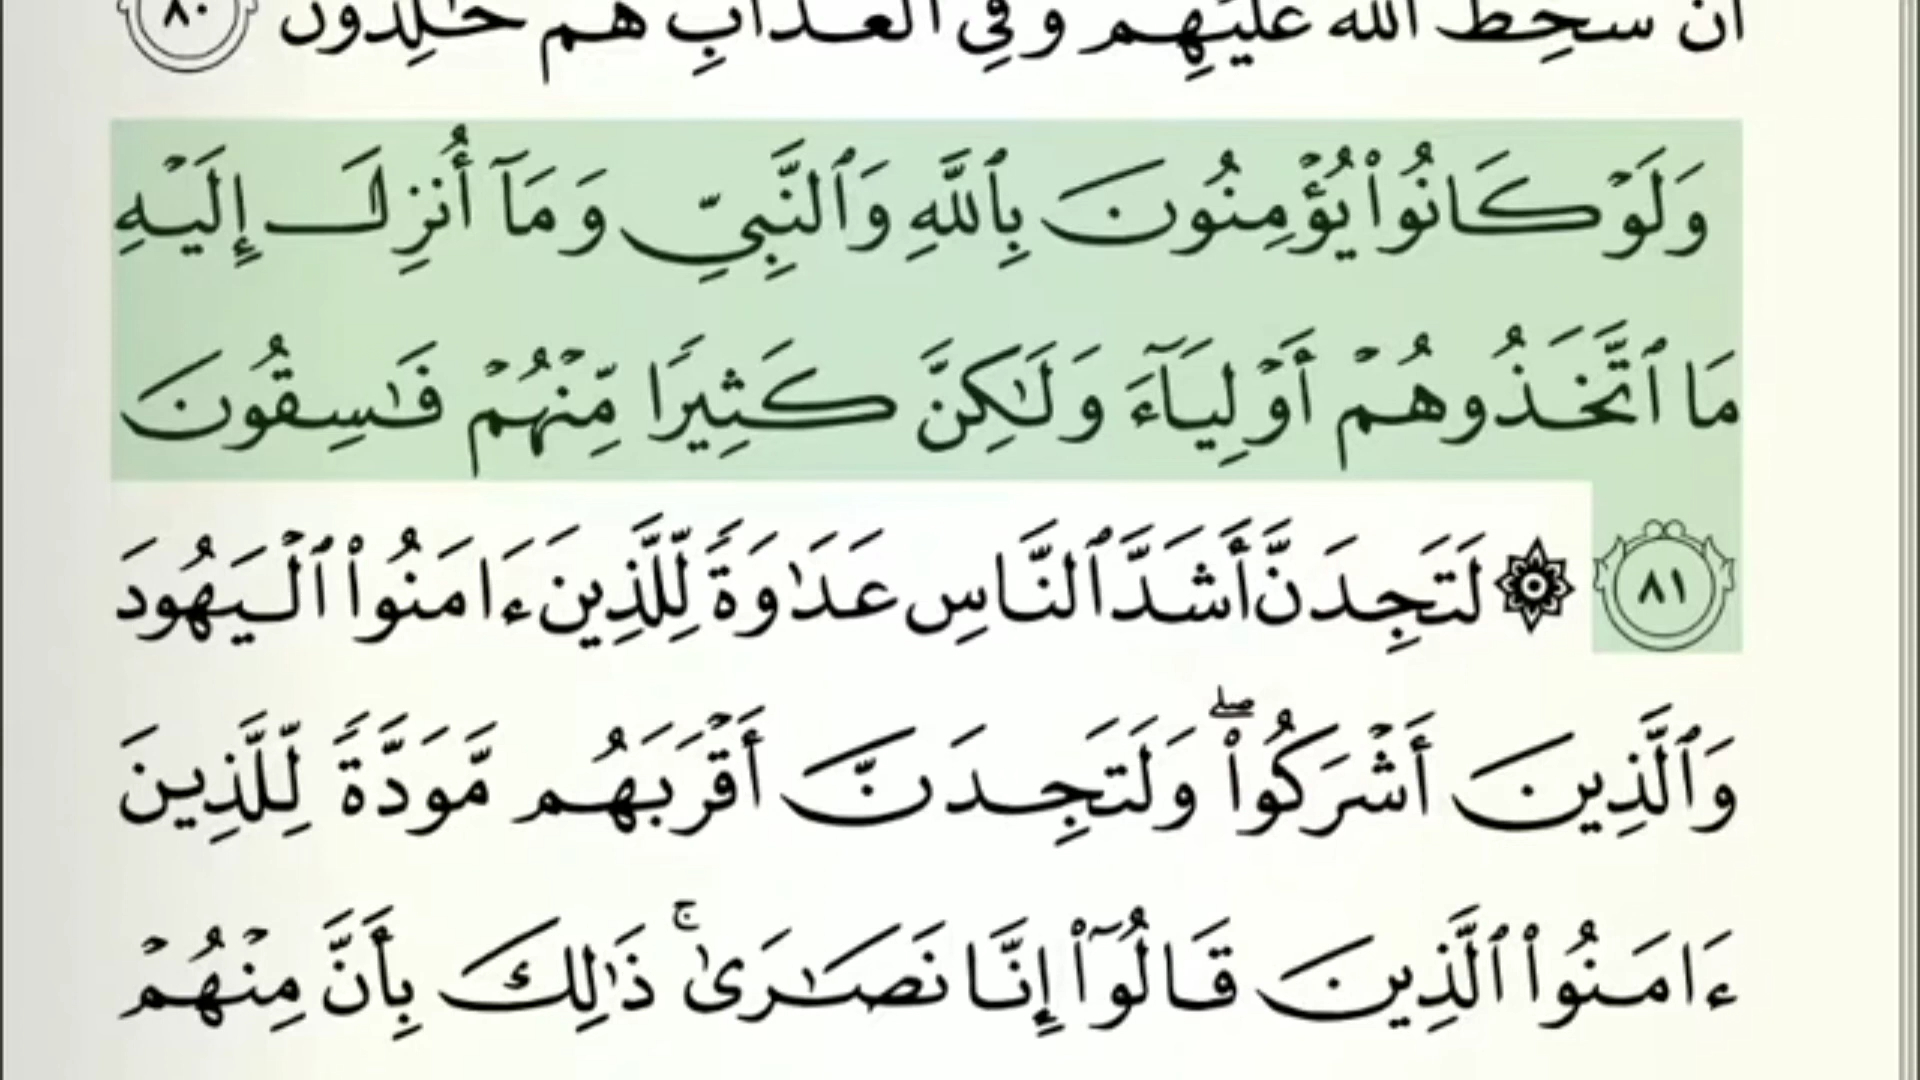 أَن سَخِطَ ٱللَّهُ عَلَيْهِمْ وَفِى ٱلْعَذَابِ هُمْ خَٰلِدُونَ ٨٠
وَلَوْ كَانُوا۟ يُؤْمِنُونَ بِٱللَّهِ وَٱلنَّبِىِّ وَمَآ أُنزِلَ إِلَيْهِ
مَا ٱتَّخَذُوهُمْ أَوْلِيَآءَ وَلَٰكِنَّ كَثِيرًا مِّنْهُمْ فَٰسِقُونَ
٨١ ۞ لَتَجِدَنَّ أَشَدَّ ٱلنَّاسِ عَدَٰوَةً لِّلَّذِينَ ءَامَنُوا۟ ٱلْيَهُودَ
وَٱلَّذِينَ أَشْرَكُوا۟ ۖ وَلَتَجِدَنَّ أَقْرَبَهُم مَّوَدَّةً لِّلَّذِينَ
ءَامَنُوا۟ ٱلَّذِينَ قَالُوٓا۟ إِنَّا نَصَٰرَىٰ ۚ ذَٰلِكَ بِأَنَّ مِنْهُمْ